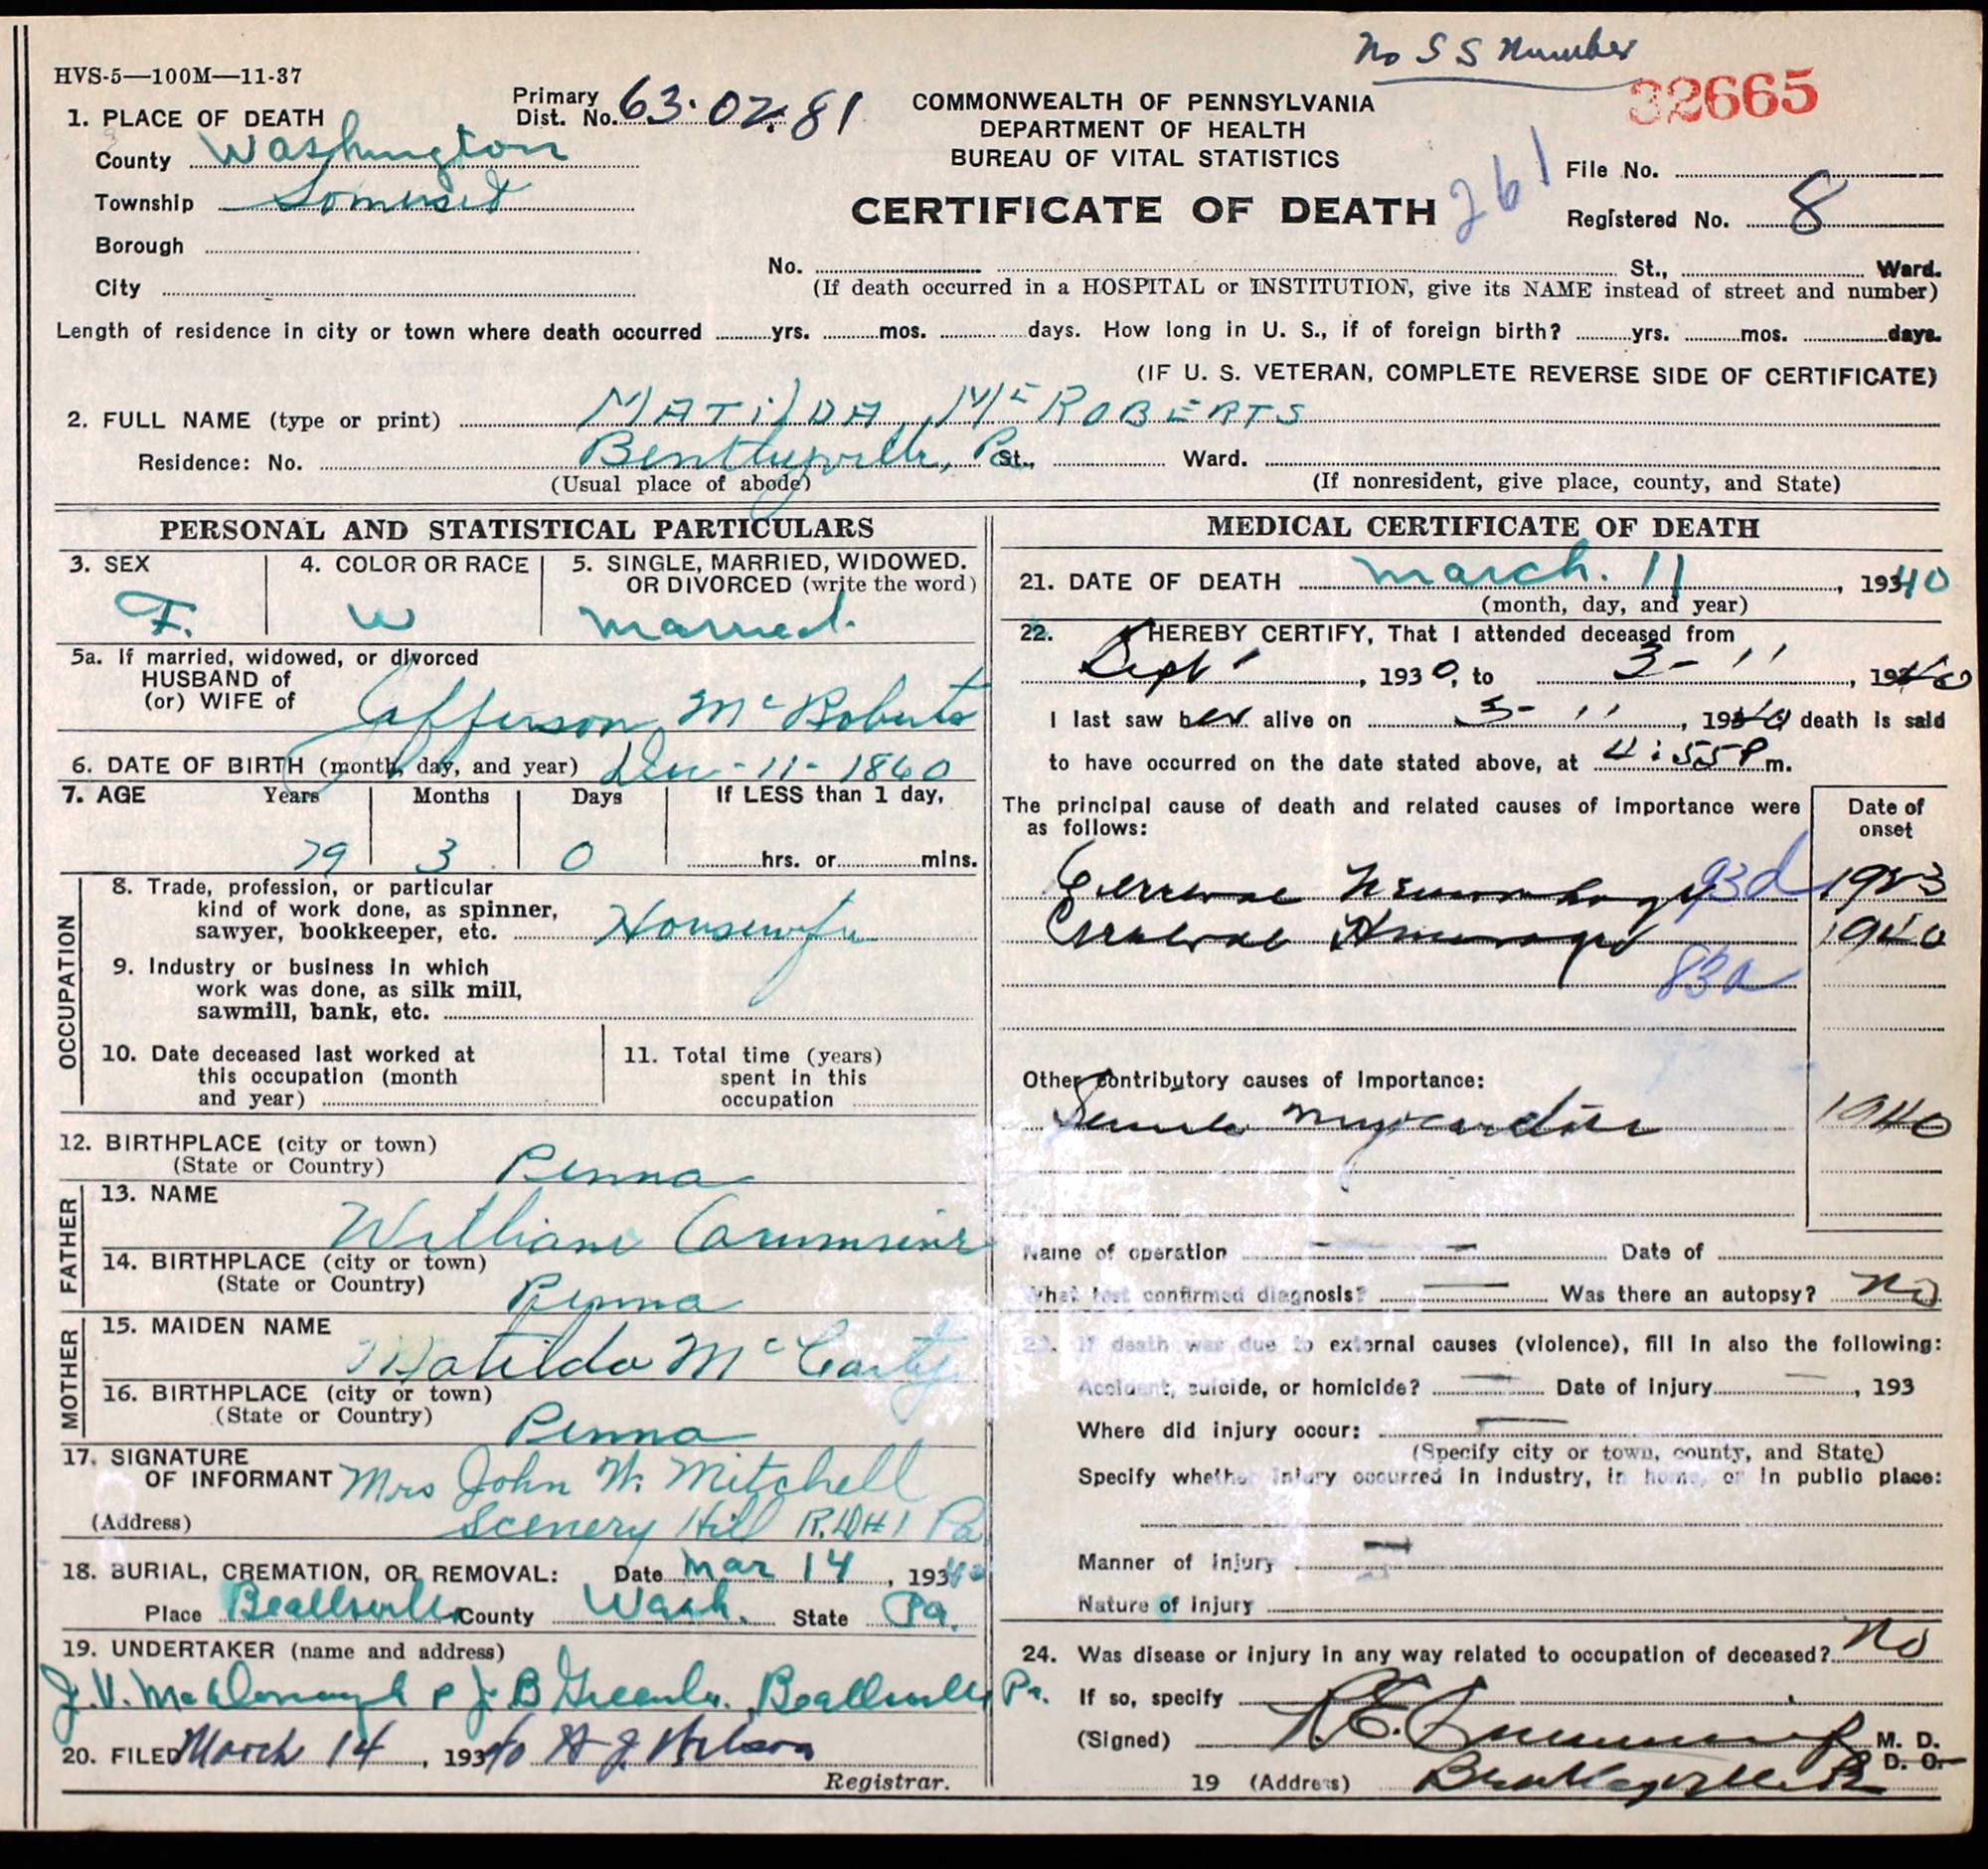 No S S Number
HVS-5—100M—11-37
32665
1. PLACE OF DEATH
Primary Dist. No. 63-02-81
COMMONWEALTH OF PENNSYLVANIA
DEPARTMENT OF HEALTH
BUREAU OF VITAL STATISTICS
County Washington
Township Somerset
Borough
City
CERTIFICATE OF DEATH
261
File No.
Registered No. 8
No. St., Ward.
(If death occurred in a HOSPITAL or INSTITUTION, give its NAME instead of street and number)
Length of residence in city or town where death occurred yrs. mos. days. How long in U. S., if of foreign birth? yrs. mos. days.
(IF U. S. VETERAN, COMPLETE REVERSE SIDE OF CERTIFICATE)
2. FULL NAME (type or print) MATILDA McROBERTS
Residence: No. Bentleyville, Pa. St., Ward.
(Usual place of abode) (If nonresident, give place, county, and State)
PERSONAL AND STATISTICAL PARTICULARS
3. SEX F.
4. COLOR OR RACE W
5. SINGLE, MARRIED, WIDOWED. OR DIVORCED (write the word)
Married.
5a. If married, widowed, or divorced
HUSBAND of
(or) WIFE of Jefferson McRoberts
6. DATE OF BIRTH (month, day, and year) Dec - 11 - 1860
7. AGE Years Months Days If LESS than 1 day,
79 3 0 hrs. or mins.
OCCUPATION
8. Trade, profession, or particular
kind of work done, as spinner,
sawyer, bookkeeper, etc. Housewife
9. Industry or business in which
work was done, as silk mill,
sawmill, bank, etc.
10. Date deceased last worked at
this occupation (month
and year)
11. Total time (years)
spent in this
occupation
12. BIRTHPLACE (city or town)
(State or Country) Penna
FATHER
13. NAME
William
14. BIRTHPLACE (city or town)
(State or Country) Penna
MOTHER
15. MAIDEN NAME
Matilda McCarty
16. BIRTHPLACE (city or town)
(State or Country) Penna
17. SIGNATURE
OF INFORMANT Mrs John W. Mitchell
(Address) Scenery Hill R.D#1 Pa.
18. BURIAL, CREMATION, OR REMOVAL: Date Mar 14, 1940
Place Beallsville County Wash. State Pa.
19. UNDERTAKER (name and address)
J. V. McElonaugh & J B Greenlee. Beallsville, Pa.
20. FILED March 14, 1940 H J Wilson
Registrar.
MEDICAL CERTIFICATE OF DEATH
21. DATE OF DEATH March. 11, 1940
(month, day, and year)
22. I HEREBY CERTIFY, That I attended deceased from
Sept 1, 1930, to 3-11, 1940
I last saw her alive on 3-11, 1940 death is said
to have occurred on the date stated above, at 4:55 P m.
The principal cause of death and related causes of importance were
as follows:
Date of
onset
Cerebral 93d
Cerebral Hemorrhage 1940
83a
Other contributory causes of importance:
Senile Myocarditis 1940
Name of operation — — Date of
What test confirmed diagnosis? — Was there an autopsy? No
23. If death was due to external causes (violence), fill in also the following:
Accident, suicide, or homicide? — Date of injury —, 193
Where did injury occur: —
(Specify city or town, county, and State)
Specify whether injury occurred in industry, in home, or in public place:
Manner of injury —
Nature of injury
24. Was disease or injury in any way related to occupation of deceased? No
If so, specify
(Signed) M. D.
D. O.
19 (Address) Bentleyville Pa